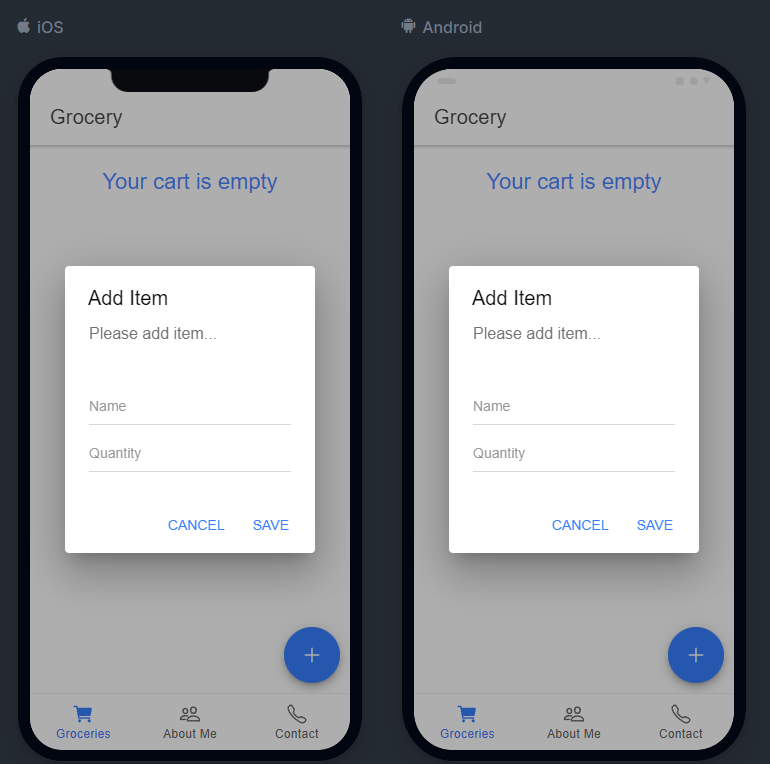 iOS
Grocery
Your cart is empty
Add Item
Please add item...
Name
Quantity
CANCEL SAVE
Groceries About Me Contact
Android
Grocery
Your cart is empty
Add Item
Please add item...
Name
Quantity
CANCEL SAVE
Groceries About Me Contact